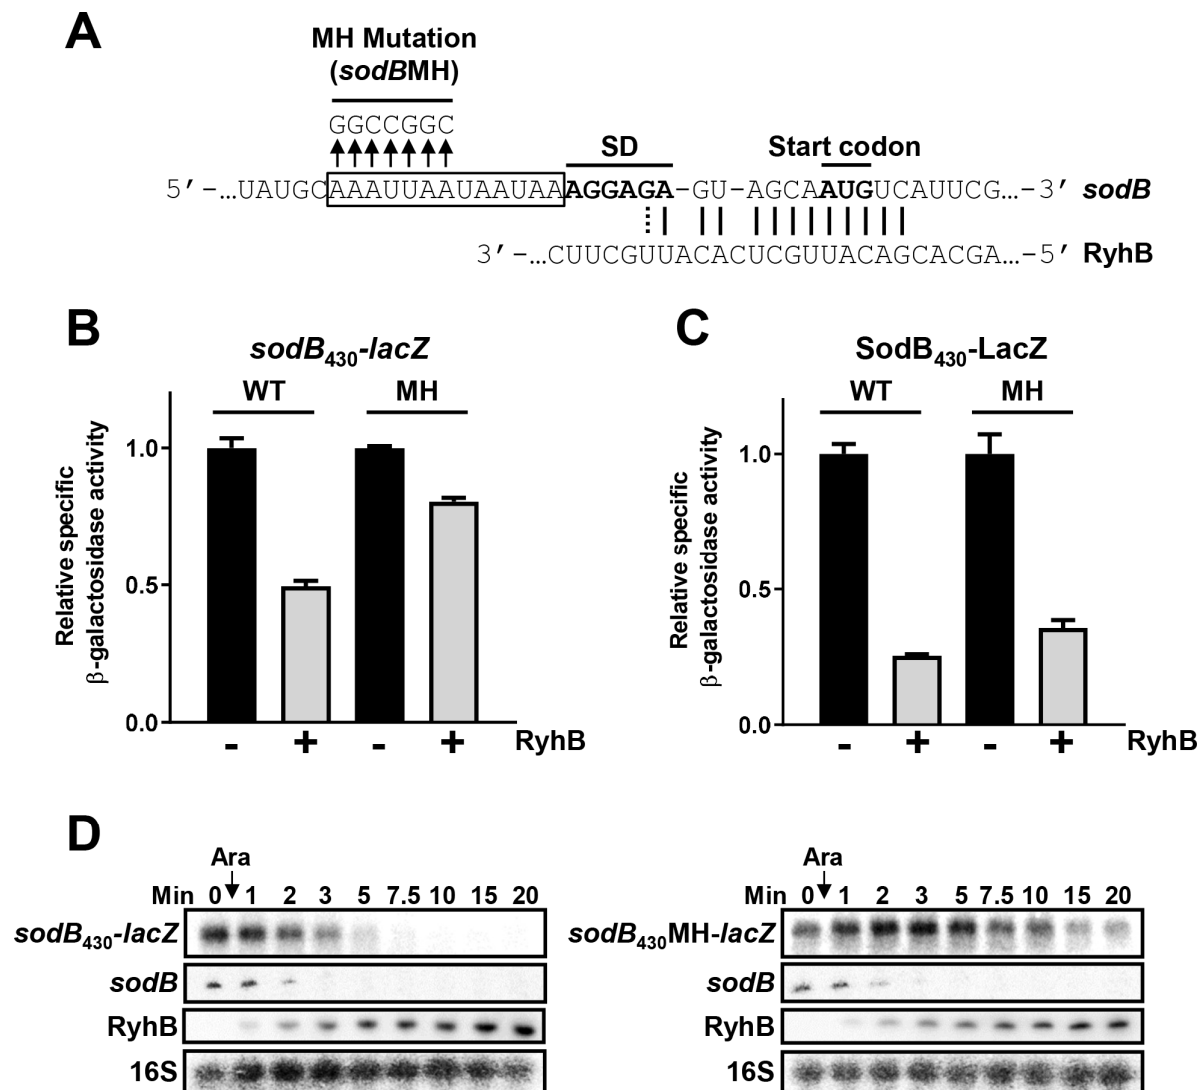 A
MH Mutation
(sodBMH)
GGCCGGC
SD
Start codon
5′ -…UAUGCAAAUUAAUAAUAAAGGAGA-GU-AGCAAUGUCAUUCG…-3′ sodB
3′ -…CUUCGUUACACUCGUUACAGCACGA…-5′ RyhB
B
sodB430-lacZ
WT MH
Relative specific
β-galactosidase activity
1.0
0.5
0.0
- + - + RyhB
C
SodB430-LacZ
WT MH
Relative specific
β-galactosidase activity
1.0
0.5
0.0
- + - + RyhB
D
Ara
Min 0 1 2 3 5 7.5 10 15 20
sodB430-lacZ
sodB
RyhB
16S
Ara
Min 0 1 2 3 5 7.5 10 15 20
sodB430MH-lacZ
sodB
RyhB
16S